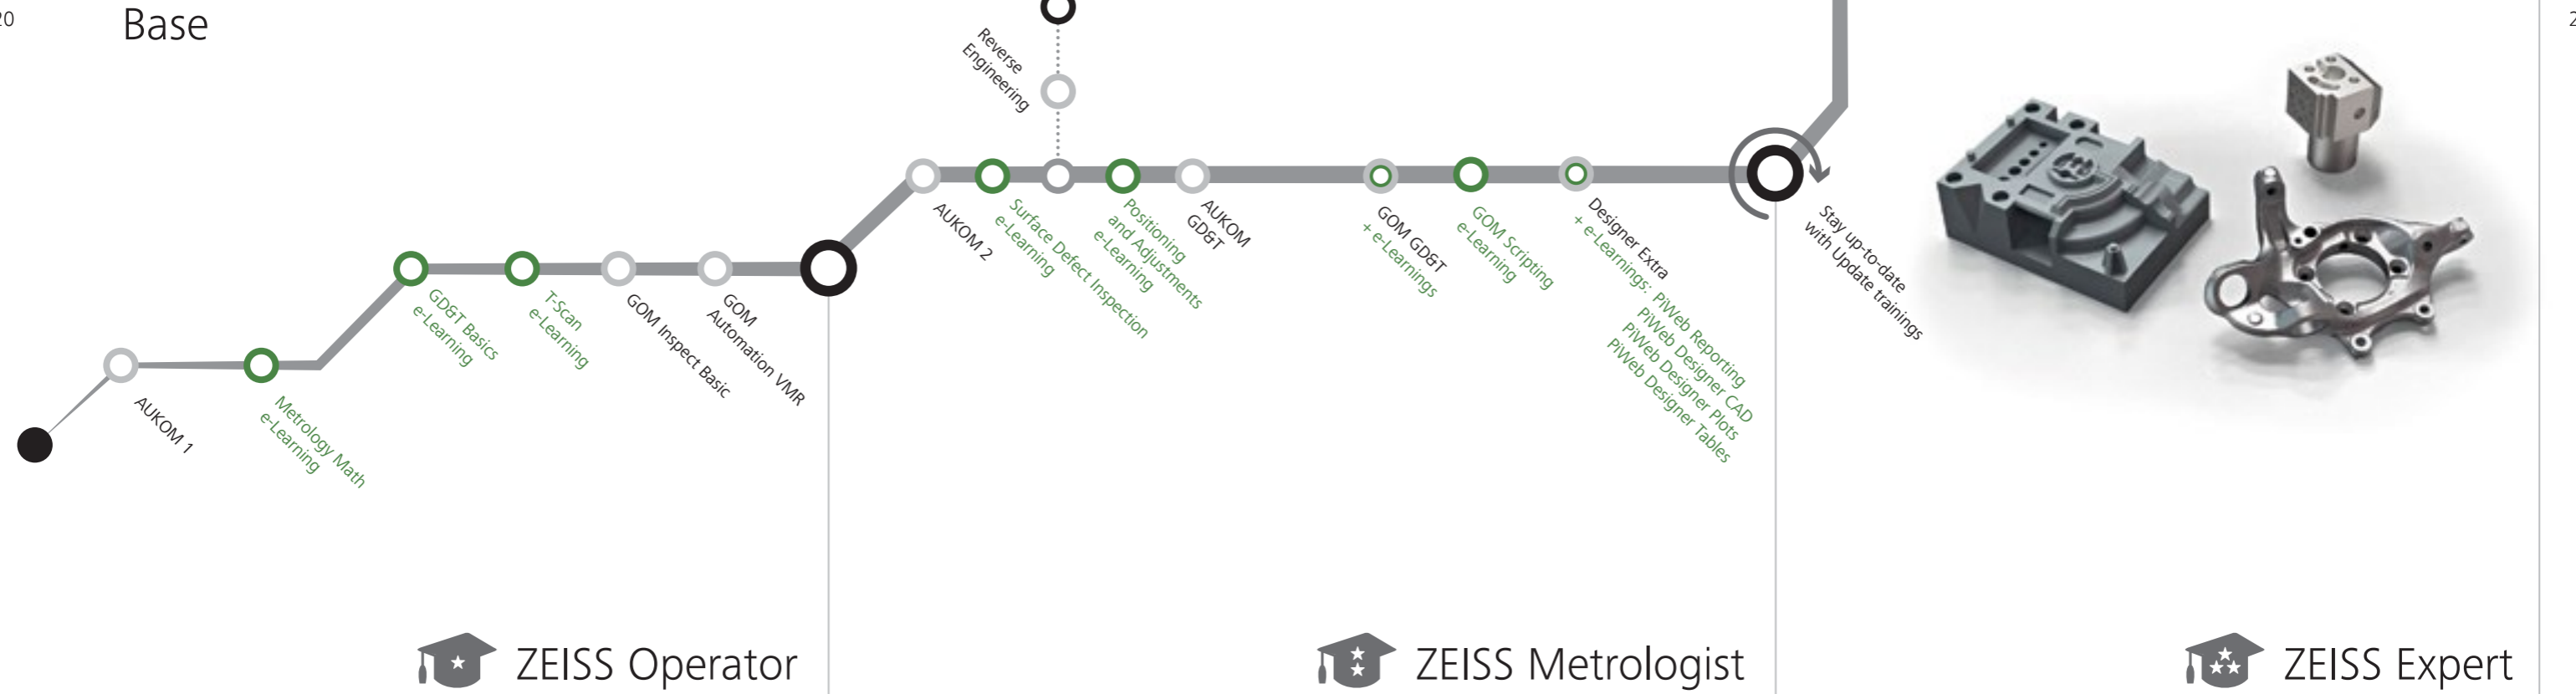 20
Base
2
Reverse
Engineering
AUKOM 1
Metrology Math
e-Learning
GD&T Basics
e-Learning
T-Scan
e-Learning
GOM Inspect Basic
GOM
Automation VMR
AUKOM 2
Surface Defect Inspection
e-Learning
Positioning
and Adjustments
e-Learning
AUKOM
GD&T
GOM GD&T
+ e-Learnings
GOM Scripting
e-Learning
Designer Extra
+ e-Learnings: PiWeb Reporting
PiWeb Designer CAD
PiWeb Designer Plots
PiWeb Designer Tables
Stay up-to-date
with Update trainings
ZEISS Operator
ZEISS Metrologist
ZEISS Expert